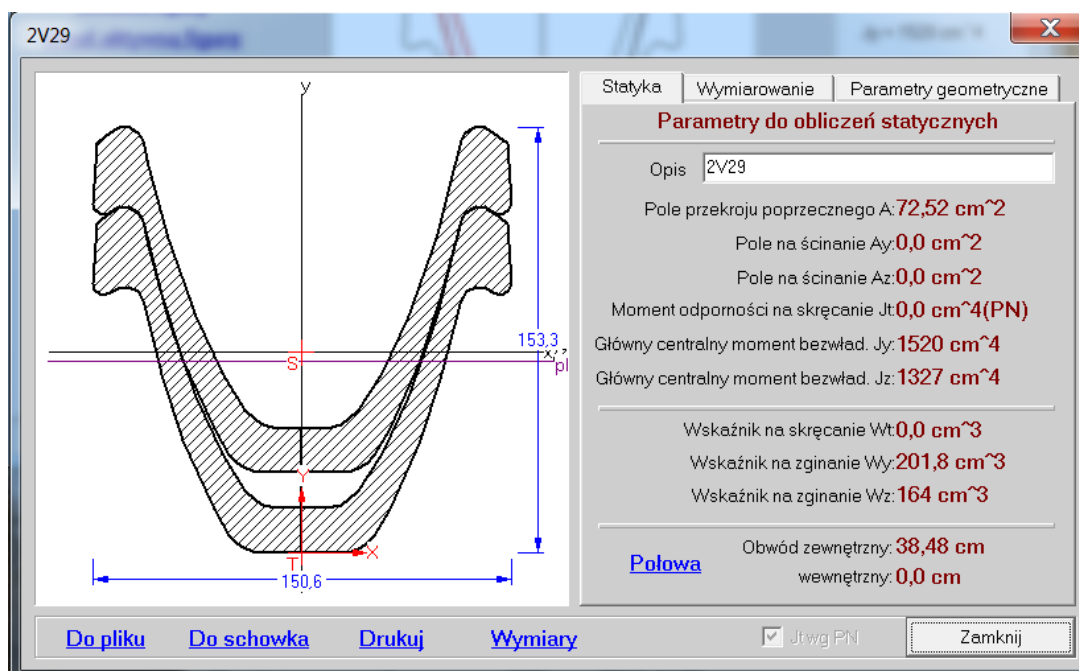 2V29
Statyka
Wymiarowanie
Parametry geometryczne
Parametry do obliczeń statycznych
Opis 2V29
Pole przekroju poprzecznego A: 72,52 cm^2
Pole na ścinanie Ay: 0,0 cm^2
Pole na ścinanie Az: 0,0 cm^2
Moment odporności na skręcanie Jt: 0,0 cm^4(PN)
Główny centralny moment bezwład. Jy: 1520 cm^4
Główny centralny moment bezwład. Jz: 1327 cm^4
Wskaźnik na skręcanie Wt: 0,0 cm^3
Wskaźnik na zginanie Wy: 201,8 cm^3
Wskaźnik na zginanie Wz: 164 cm^3
Połowa
Obwód zewnętrzny: 38,48 cm
wewnętrzny: 0,0 cm
y
153,3
S
pl
Y
T
X
150,6
Do pliku
Do schowka
Drukuj
Wymiary
Jt wg PN
Zamknij